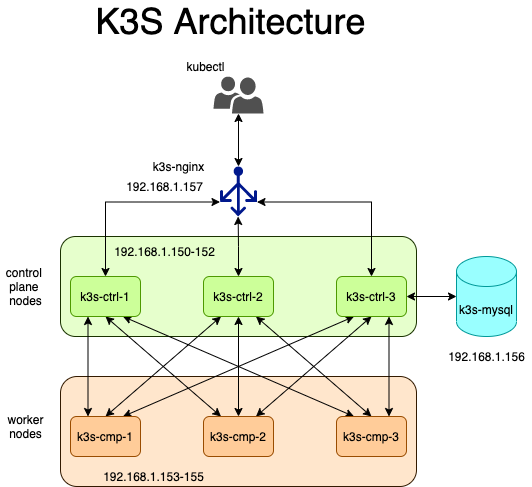 K3S Architecture
kubectl
k3s-nginx
192.168.1.157
192.168.1.150-152
control
plane
nodes
k3s-ctrl-1
k3s-ctrl-2
k3s-ctrl-3
k3s-mysql
192.168.1.156
worker
nodes
k3s-cmp-1
k3s-cmp-2
k3s-cmp-3
192.168.1.153-155